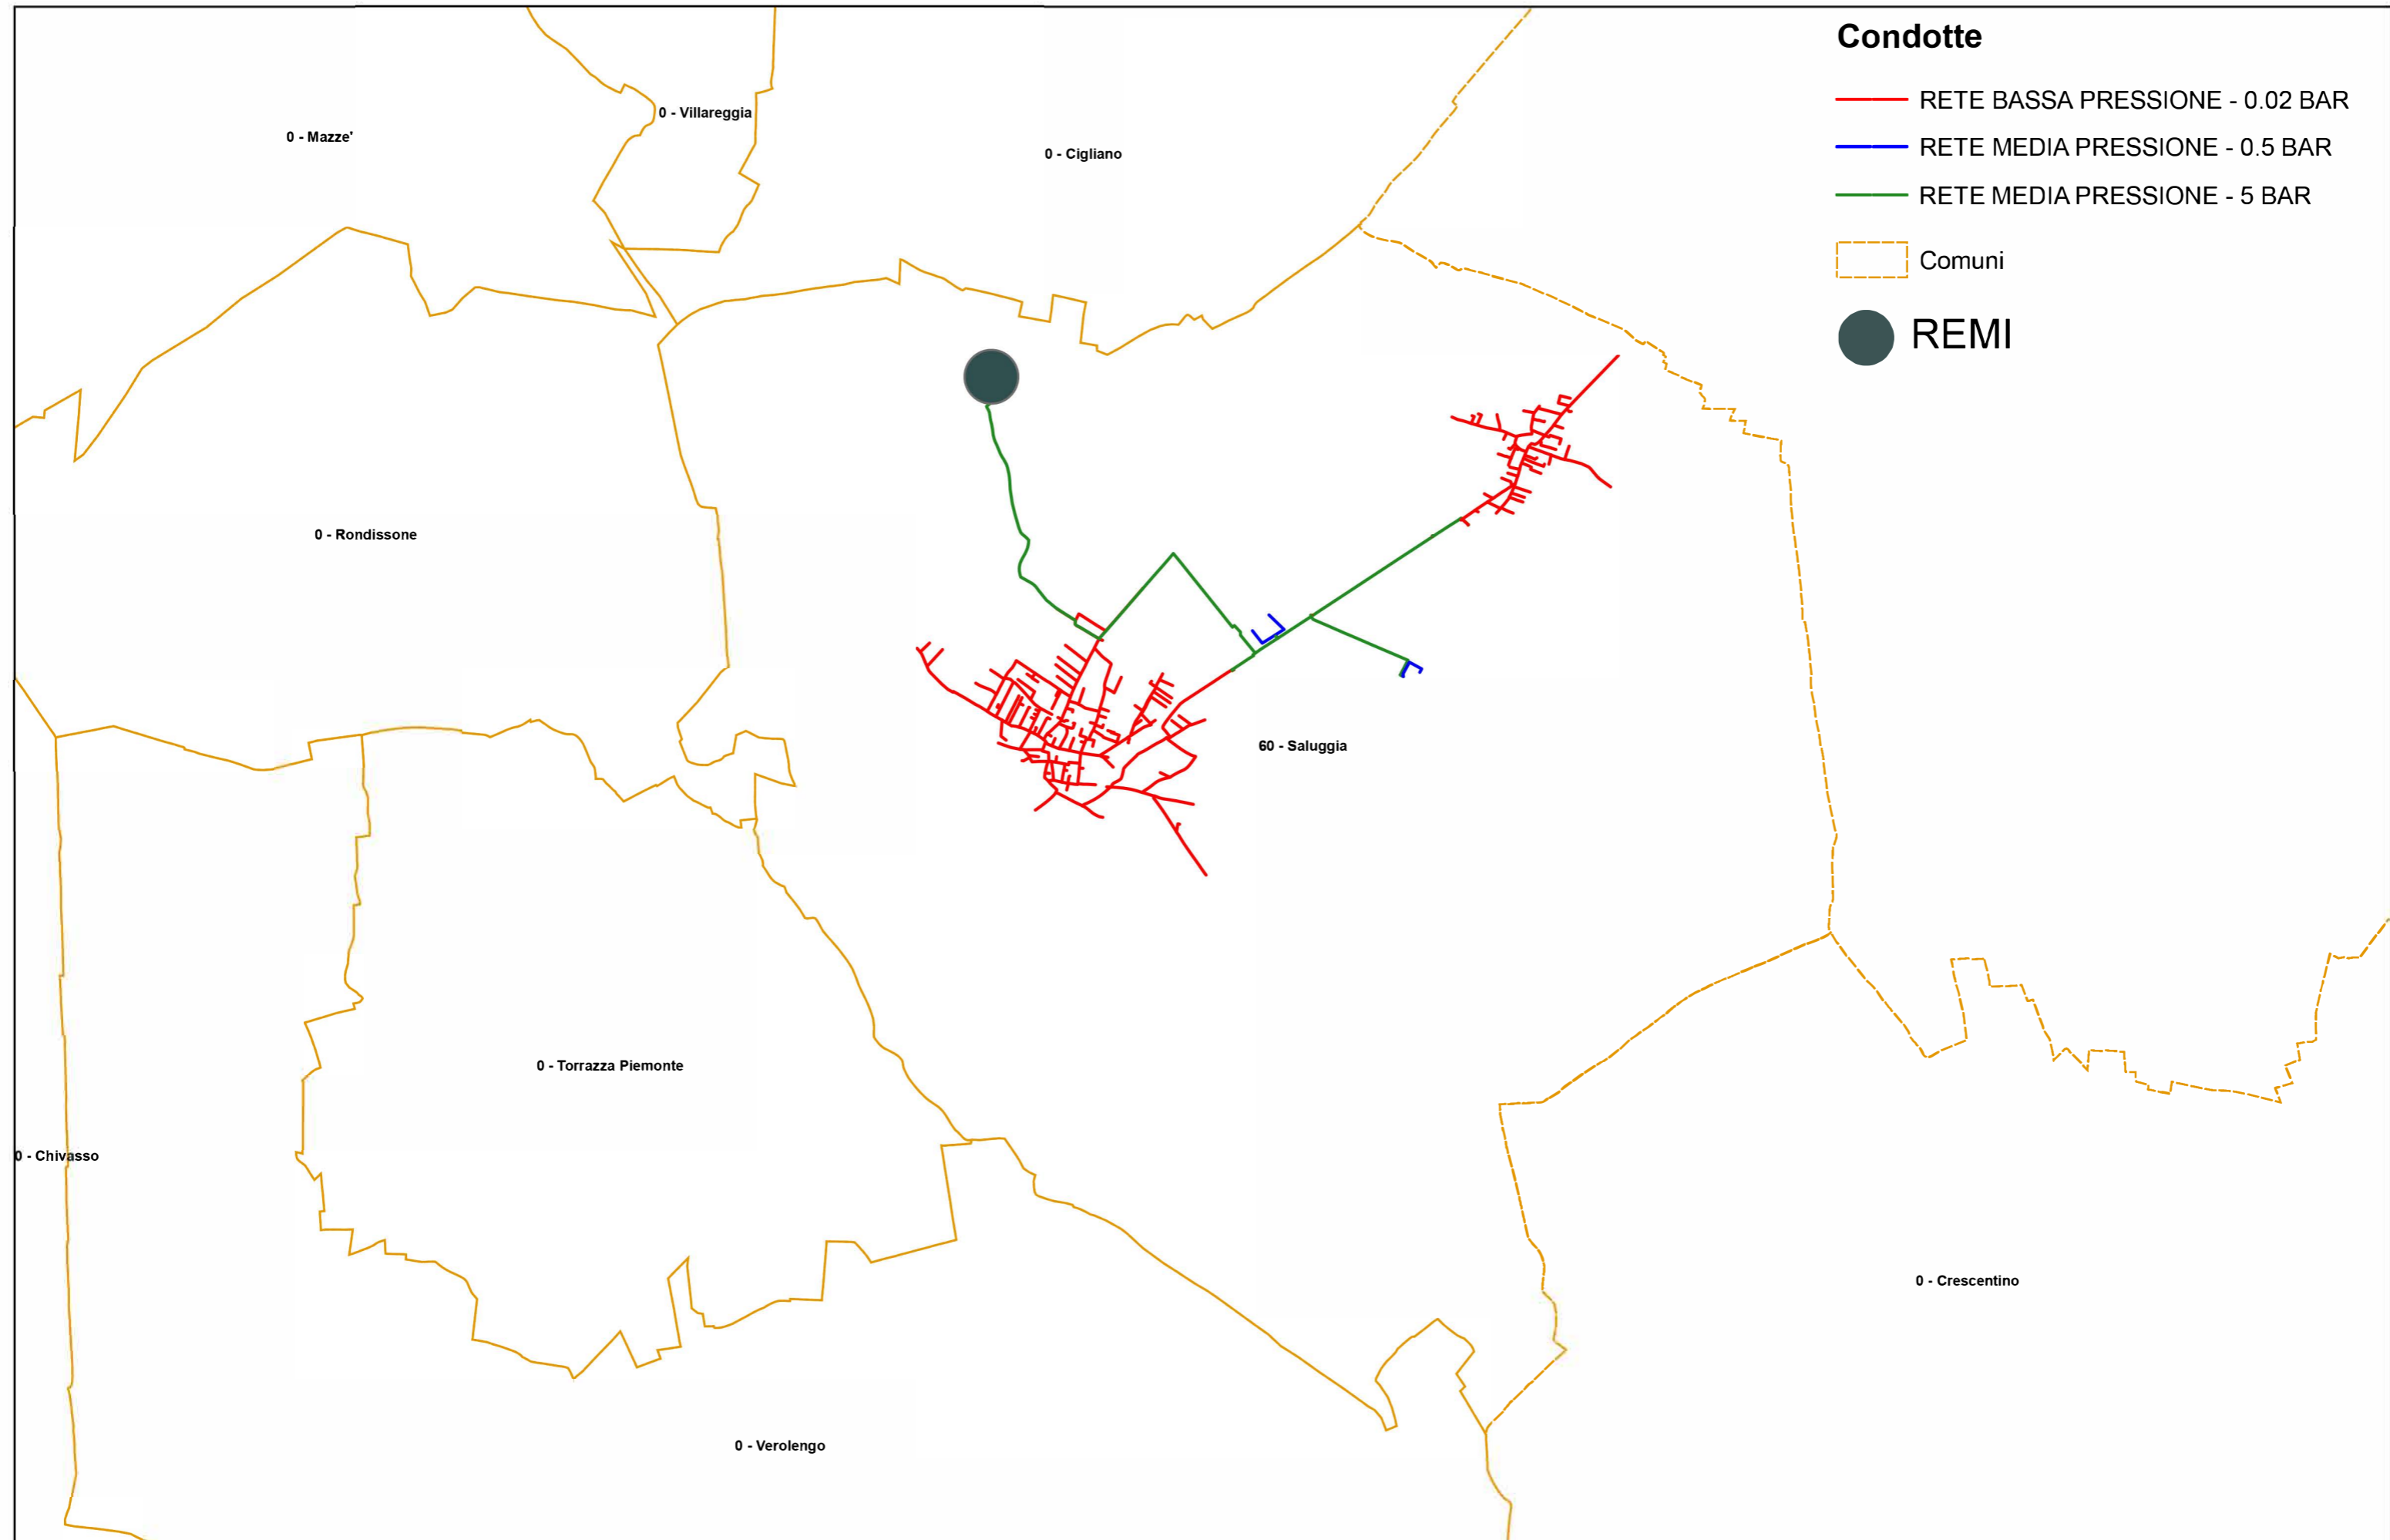 Condotte
RETE BASSA PRESSIONE - 0.02 BAR
RETE MEDIA PRESSIONE - 0.5 BAR
RETE MEDIA PRESSIONE - 5 BAR
Comuni
REMI
0 - Villareggia
0 - Mazze'
0 - Cigliano
0 - Rondissone
60 - Saluggia
0 - Torrazza Piemonte
0 - Chivasso
0 - Crescentino
0 - Verolengo